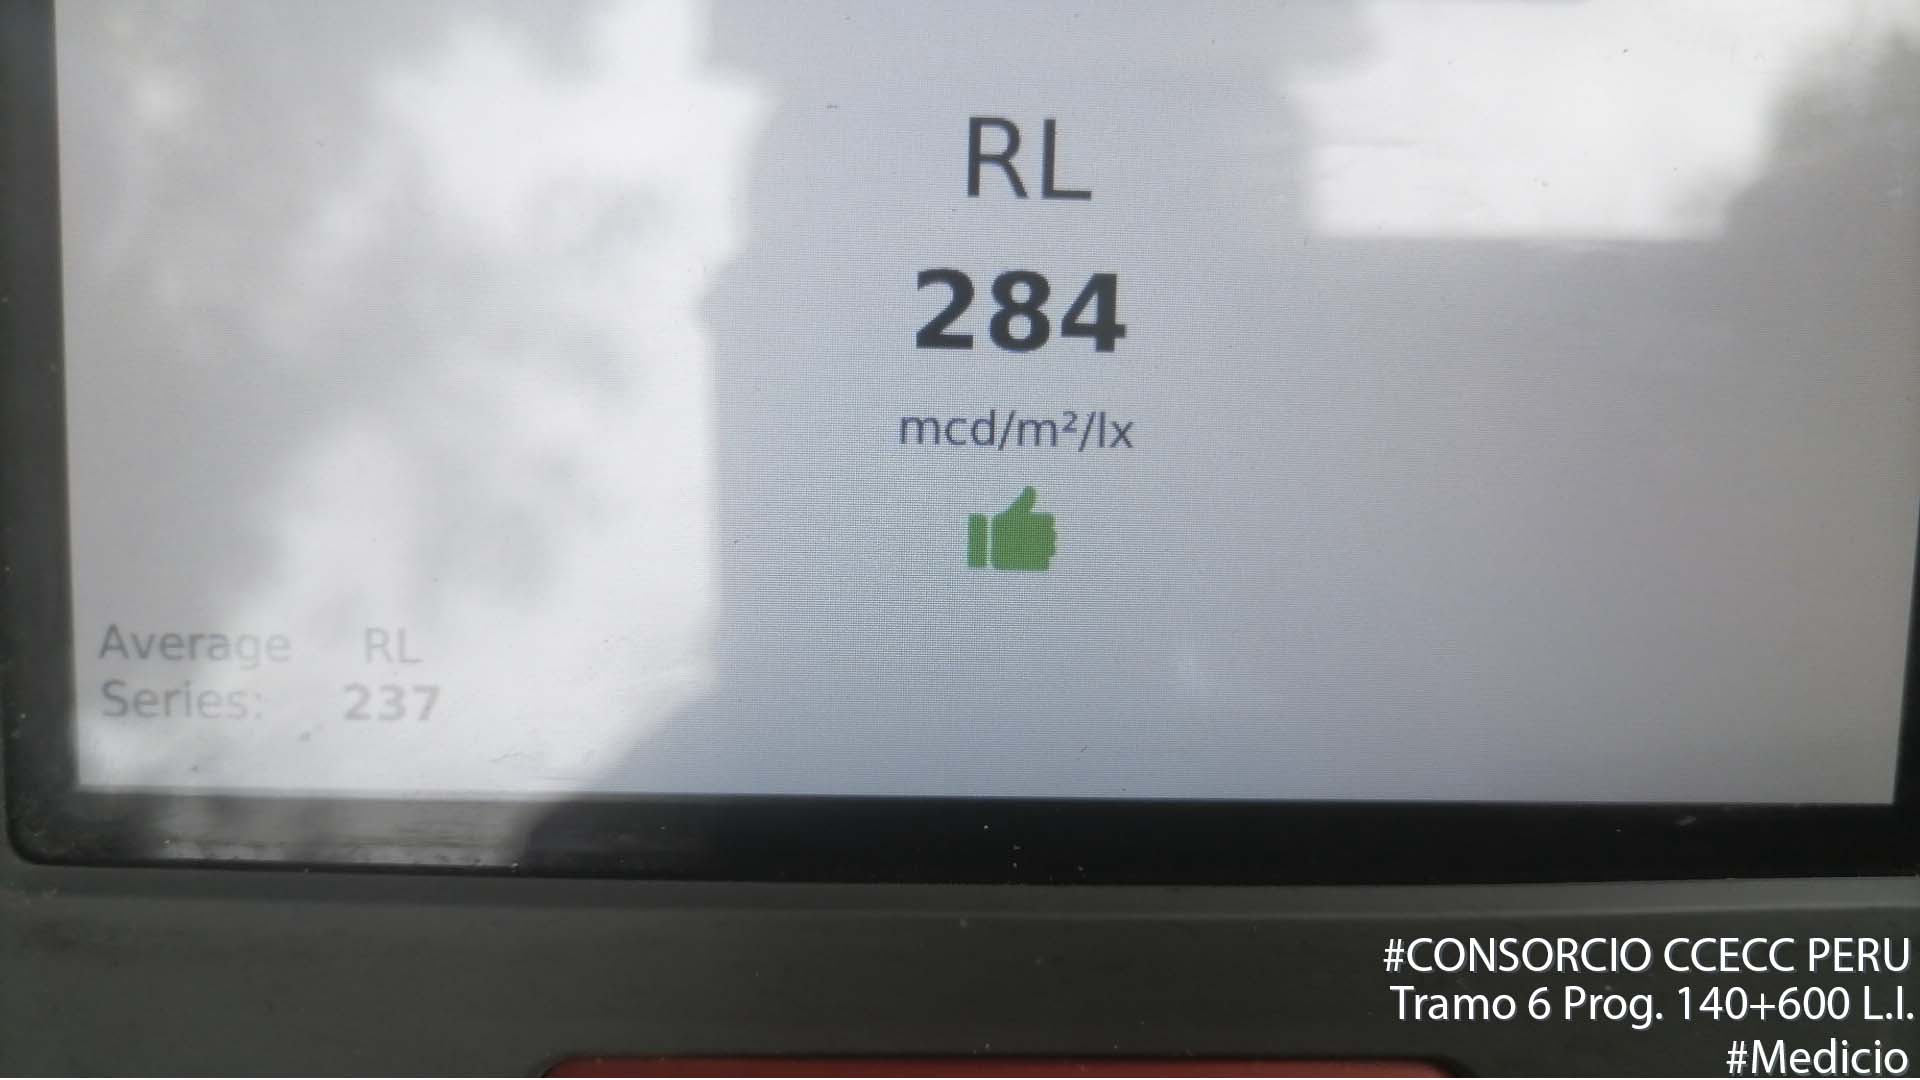 RL
284
mcd/m²/lx
Average RL
Series: 237
#CONSORCIO CCECC PERU
Tramo 6 Prog. 140+600 L.I.
#Medicio